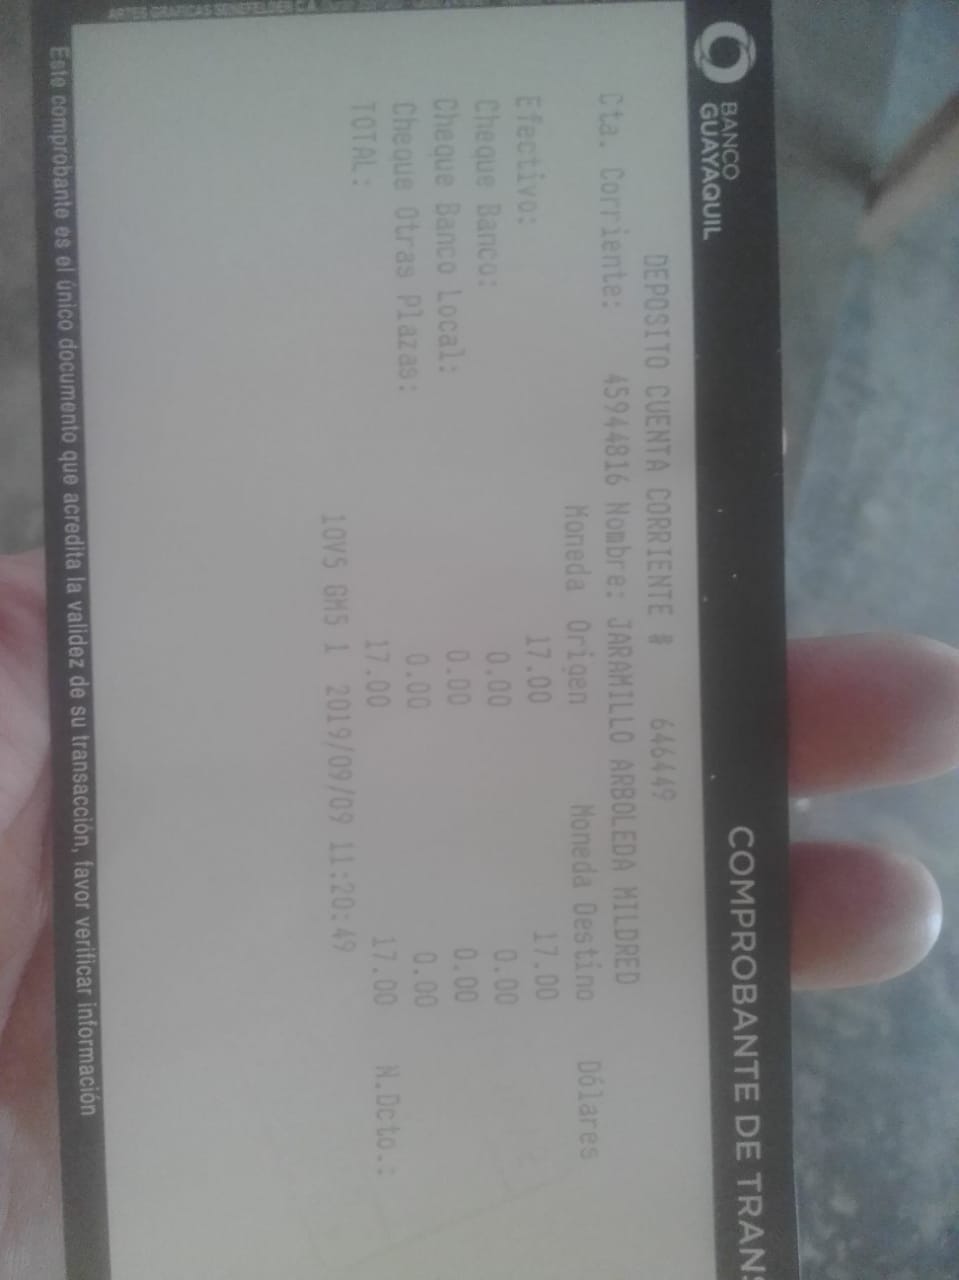 BANCO
GUAYAQUIL
COMPROBANTE DE TRANS
DEPOSITO CUENTA CORRIENTE # 646449
Cta. Corriente: 45944816 Nombre: JARAMILLO ARBOLEDA MILDRED
Moneda Origen Moneda Destino Dólares
Efectivo: 17.00 17.00
Cheque Banco: 0.00 0.00
Cheque Banco Local: 0.00 0.00
Cheque Otras Plazas: 0.00 0.00
TOTAL: 17.00 17.00 N.Dcto.:
10V5 GM5 1 2019/09/09 11:20:49
Este comprobante es el único documento que acredita la validez de su transacción, favor verificar información
ARTES GRAFICAS SENEFELDER C.A.